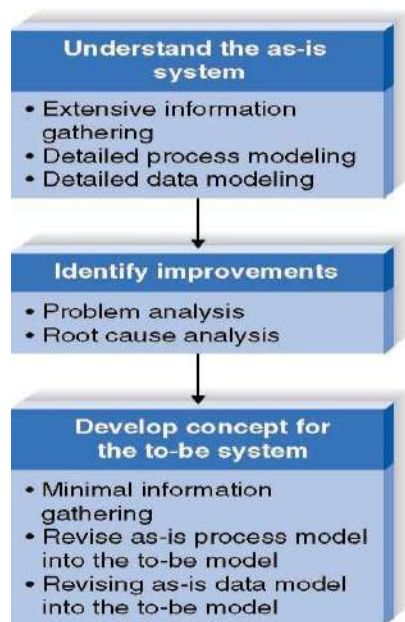 Understand the as-is
system
• Extensive information
gathering
• Detailed process modeling
• Detailed data modeling
Identify improvements
• Problem analysis
• Root cause analysis
Develop concept for
the to-be system
• Minimal information
gathering
• Revise as-is process model
into the to-be model
• Revising as-is data model
into the to-be model